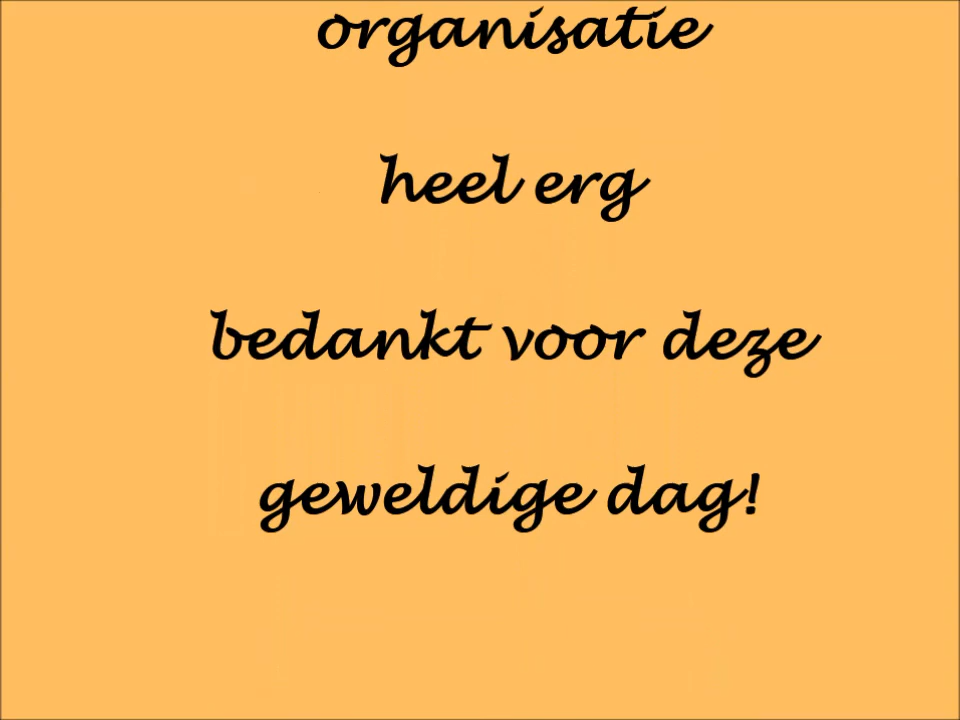 organisatie
heel erg
bedankt voor deze
geweldige dag!